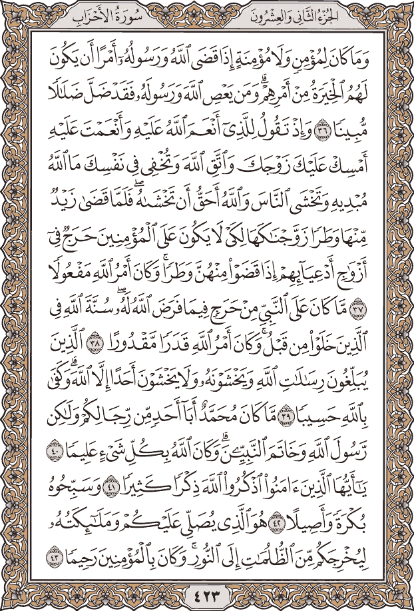 الجزء الثاني والعشرون سورة الأحزاب
وَمَا كَانَ لِمُؤْمِنٍ وَلَا مُؤْمِنَةٍ إِذَا قَضَى ٱللَّهُ وَرَسُولُهُۥٓ أَمْرًا أَن يَكُونَ
لَهُمُ ٱلْخِيَرَةُ مِنْ أَمْرِهِمْۗ وَمَن يَعْصِ ٱللَّهَ وَرَسُولَهُۥ فَقَدْ ضَلَّ ضَلَٰلًا
مُّبِينًا ٣٦ وَإِذْ تَقُولُ لِلَّذِىٓ أَنْعَمَ ٱللَّهُ عَلَيْهِ وَأَنْعَمْتَ عَلَيْهِ
أَمْسِكْ عَلَيْكَ زَوْجَكَ وَٱتَّقِ ٱللَّهَ وَتُخْفِى فِى نَفْسِكَ مَا ٱللَّهُ
مُبْدِيهِ وَتَخْشَى ٱلنَّاسَ وَٱللَّهُ أَحَقُّ أَن تَخْشَىٰهُۖ فَلَمَّا قَضَىٰ زَيْدٌ
مِّنْهَا وَطَرًا زَوَّجْنَٰكَهَا لِكَىْ لَا يَكُونَ عَلَى ٱلْمُؤْمِنِينَ حَرَجٌ فِىٓ
أَزْوَٰجِ أَدْعِيَآئِهِمْ إِذَا قَضَوْا۟ مِنْهُنَّ وَطَرًاۚ وَكَانَ أَمْرُ ٱللَّهِ مَفْعُولًا
٣٧ مَّا كَانَ عَلَى ٱلنَّبِىِّ مِنْ حَرَجٍ فِيمَا فَرَضَ ٱللَّهُ لَهُۥۖ سُنَّةَ ٱللَّهِ فِى
ٱلَّذِينَ خَلَوْا۟ مِن قَبْلُۚ وَكَانَ أَمْرُ ٱللَّهِ قَدَرًا مَّقْدُورًا ٣٨ ٱلَّذِينَ
يُبَلِّغُونَ رِسَٰلَٰتِ ٱللَّهِ وَيَخْشَوْنَهُۥ وَلَا يَخْشَوْنَ أَحَدًا إِلَّا ٱللَّهَۗ وَكَفَىٰ
بِٱللَّهِ حَسِيبًا ٣٩ مَّا كَانَ مُحَمَّدٌ أَبَآ أَحَدٍ مِّن رِّجَالِكُمْ وَلَٰكِن
رَّسُولَ ٱللَّهِ وَخَاتَمَ ٱلنَّبِيِّۦنَۗ وَكَانَ ٱللَّهُ بِكُلِّ شَىْءٍ عَلِيمًا ٤٠
يَٰٓأَيُّهَا ٱلَّذِينَ ءَامَنُوا۟ ٱذْكُرُوا۟ ٱللَّهَ ذِكْرًا كَثِيرًا ٤١ وَسَبِّحُوهُ
بُكْرَةً وَأَصِيلًا ٤٢ هُوَ ٱلَّذِى يُصَلِّى عَلَيْكُمْ وَمَلَٰٓئِكَتُهُۥ
لِيُخْرِجَكُم مِّنَ ٱلظُّلُمَٰتِ إِلَى ٱلنُّورِۚ وَكَانَ بِٱلْمُؤْمِنِينَ رَحِيمًا ٤٣
٤٢٣